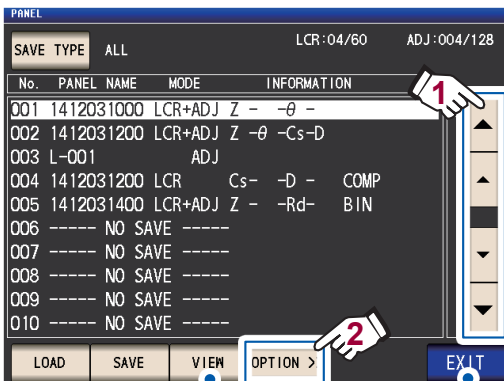 PANEL
SAVE TYPE ALL LCR:04/60 ADJ:004/128
No. PANEL NAME MODE INFORMATION
001 1412031000 LCR+ADJ Z - -θ -
002 1412031200 LCR+ADJ Z -θ -Cs-D
003 L-001 ADJ
004 1412031200 LCR Cs- -D - COMP
005 1412031400 LCR+ADJ Z - -Rd- BIN
006 ----- NO SAVE -----
007 ----- NO SAVE -----
008 ----- NO SAVE -----
009 ----- NO SAVE -----
010 ----- NO SAVE -----
1
2
LOAD SAVE VIEW OPTION > EXIT